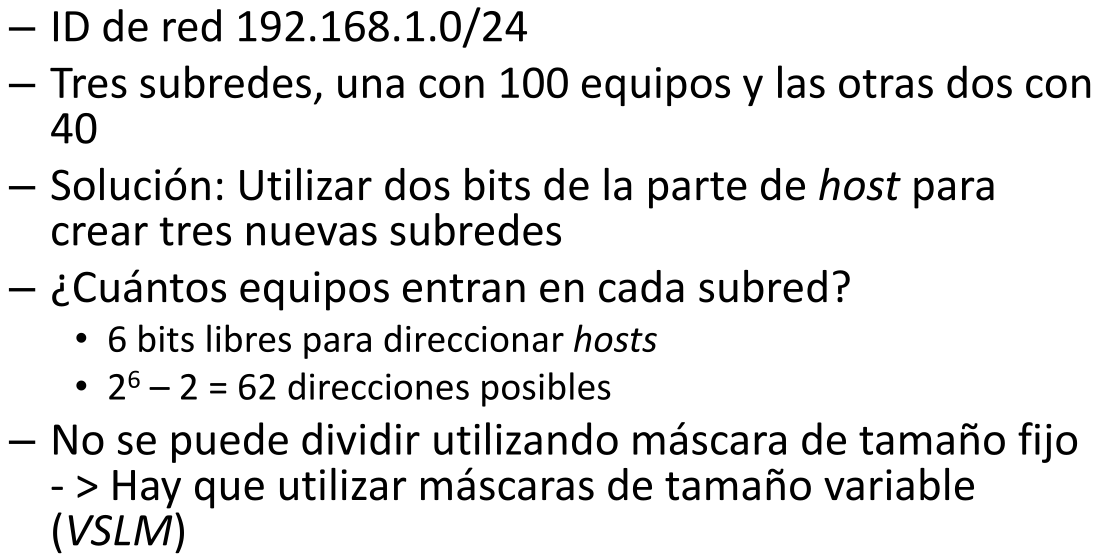 – ID de red 192.168.1.0/24
– Tres subredes, una con 100 equipos y las otras dos con
40
– Solución: Utilizar dos bits de la parte de host para
crear tres nuevas subredes
– ¿Cuántos equipos entran en cada subred?
• 6 bits libres para direccionar hosts
• 2⁶ – 2 = 62 direcciones posibles
– No se puede dividir utilizando máscara de tamaño fijo
- > Hay que utilizar máscaras de tamaño variable
(VSLM)